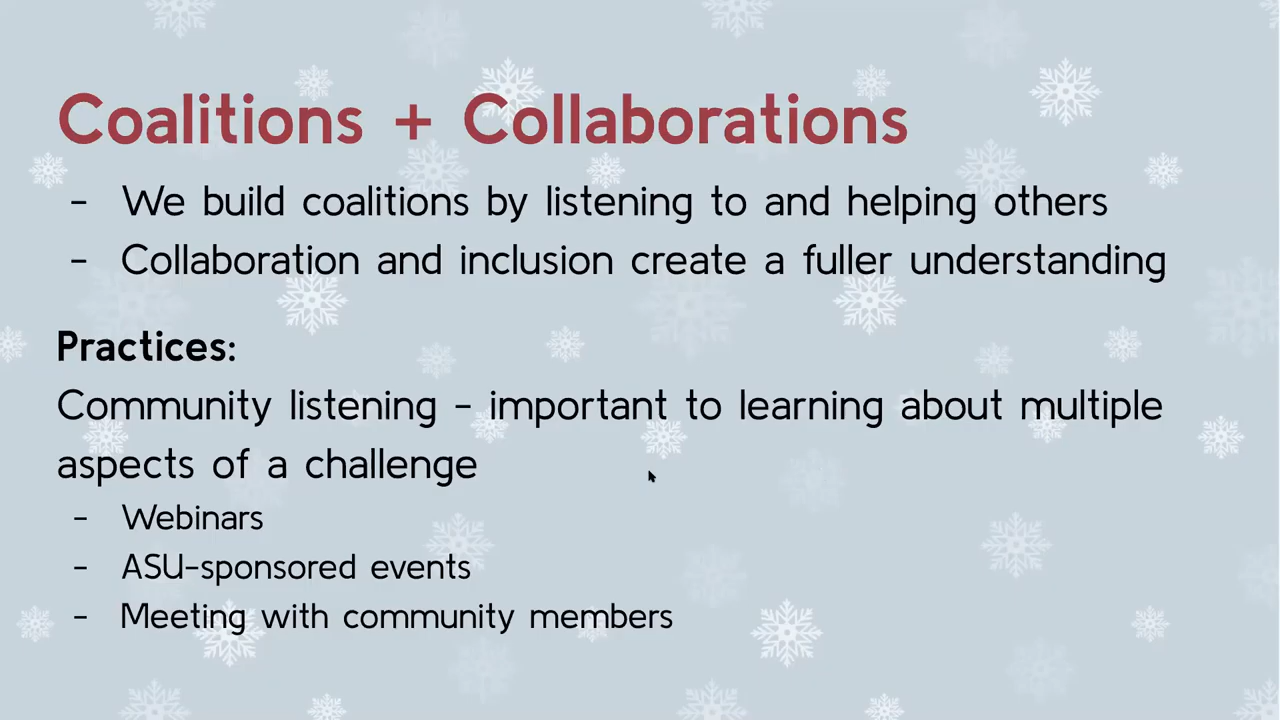 Coalitions + Collaborations
- We build coalitions by listening to and helping others
- Collaboration and inclusion create a fuller understanding
Practices:
Community listening - important to learning about multiple
aspects of a challenge
- Webinars
- ASU-sponsored events
- Meeting with community members